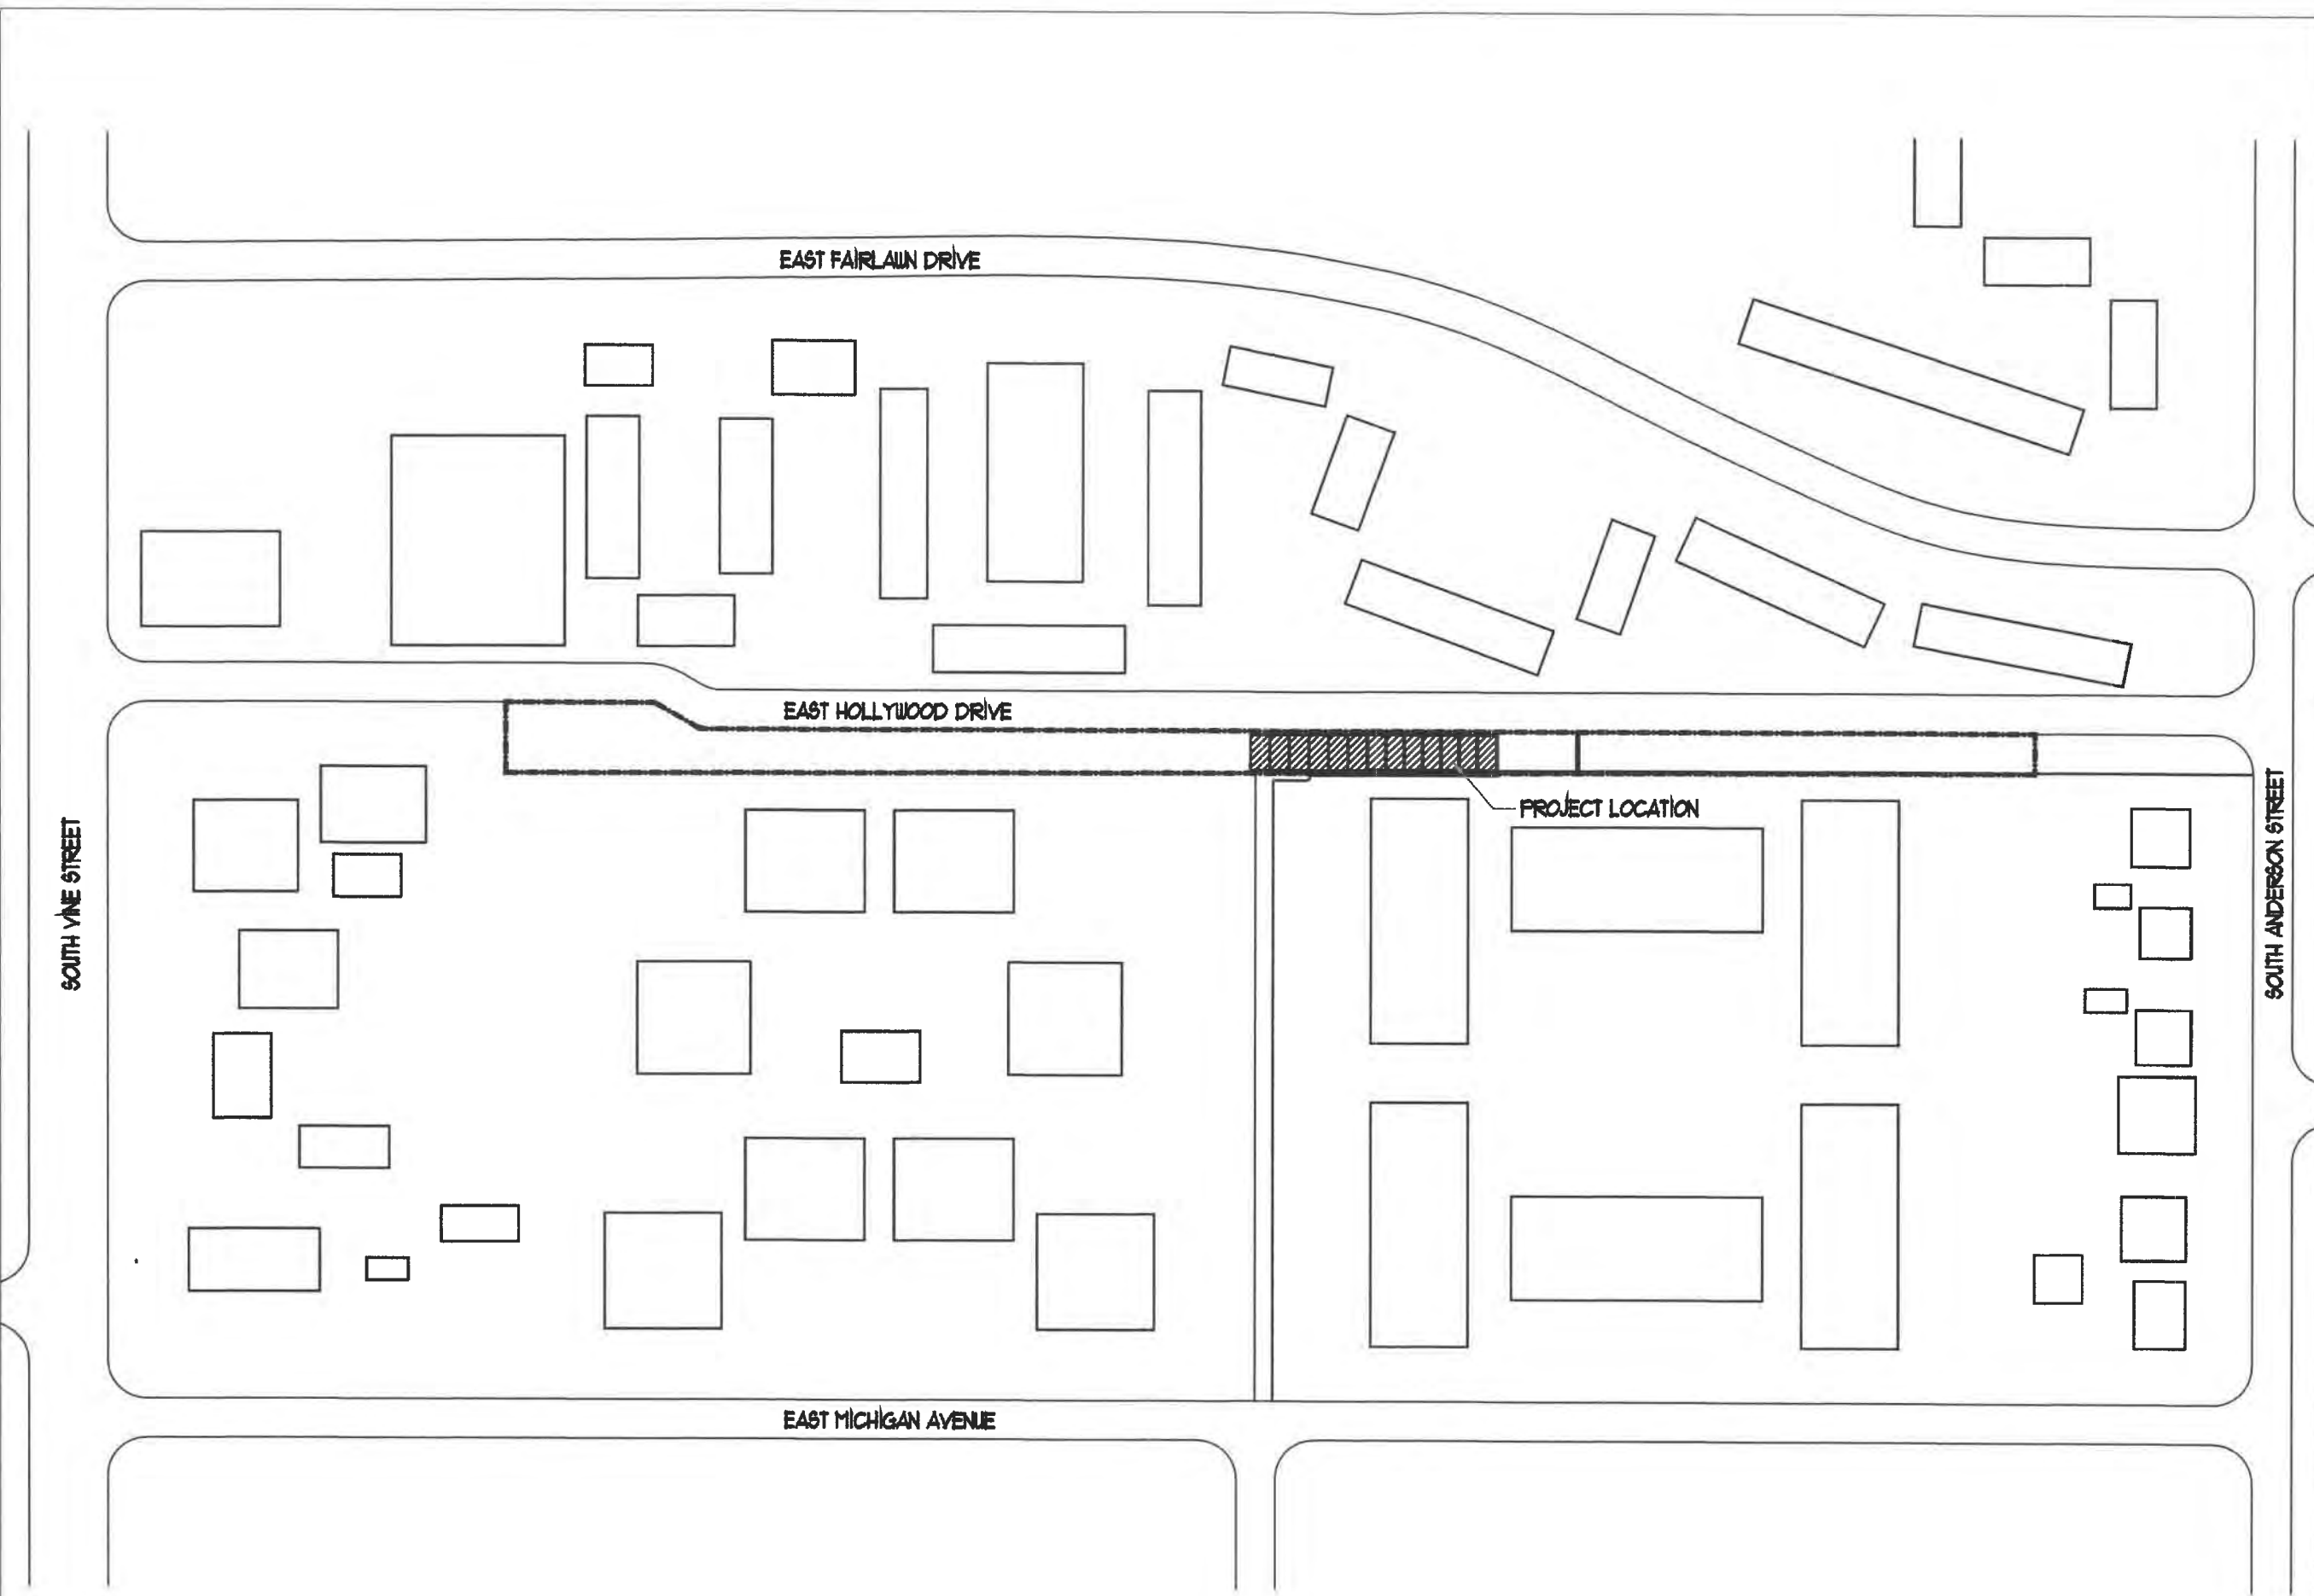 EAST FAIRLAWN DRIVE
EAST HOLLYWOOD DRIVE
PROJECT LOCATION
SOUTH VINE STREET
SOUTH ANDERSON STREET
EAST MICHIGAN AVENUE